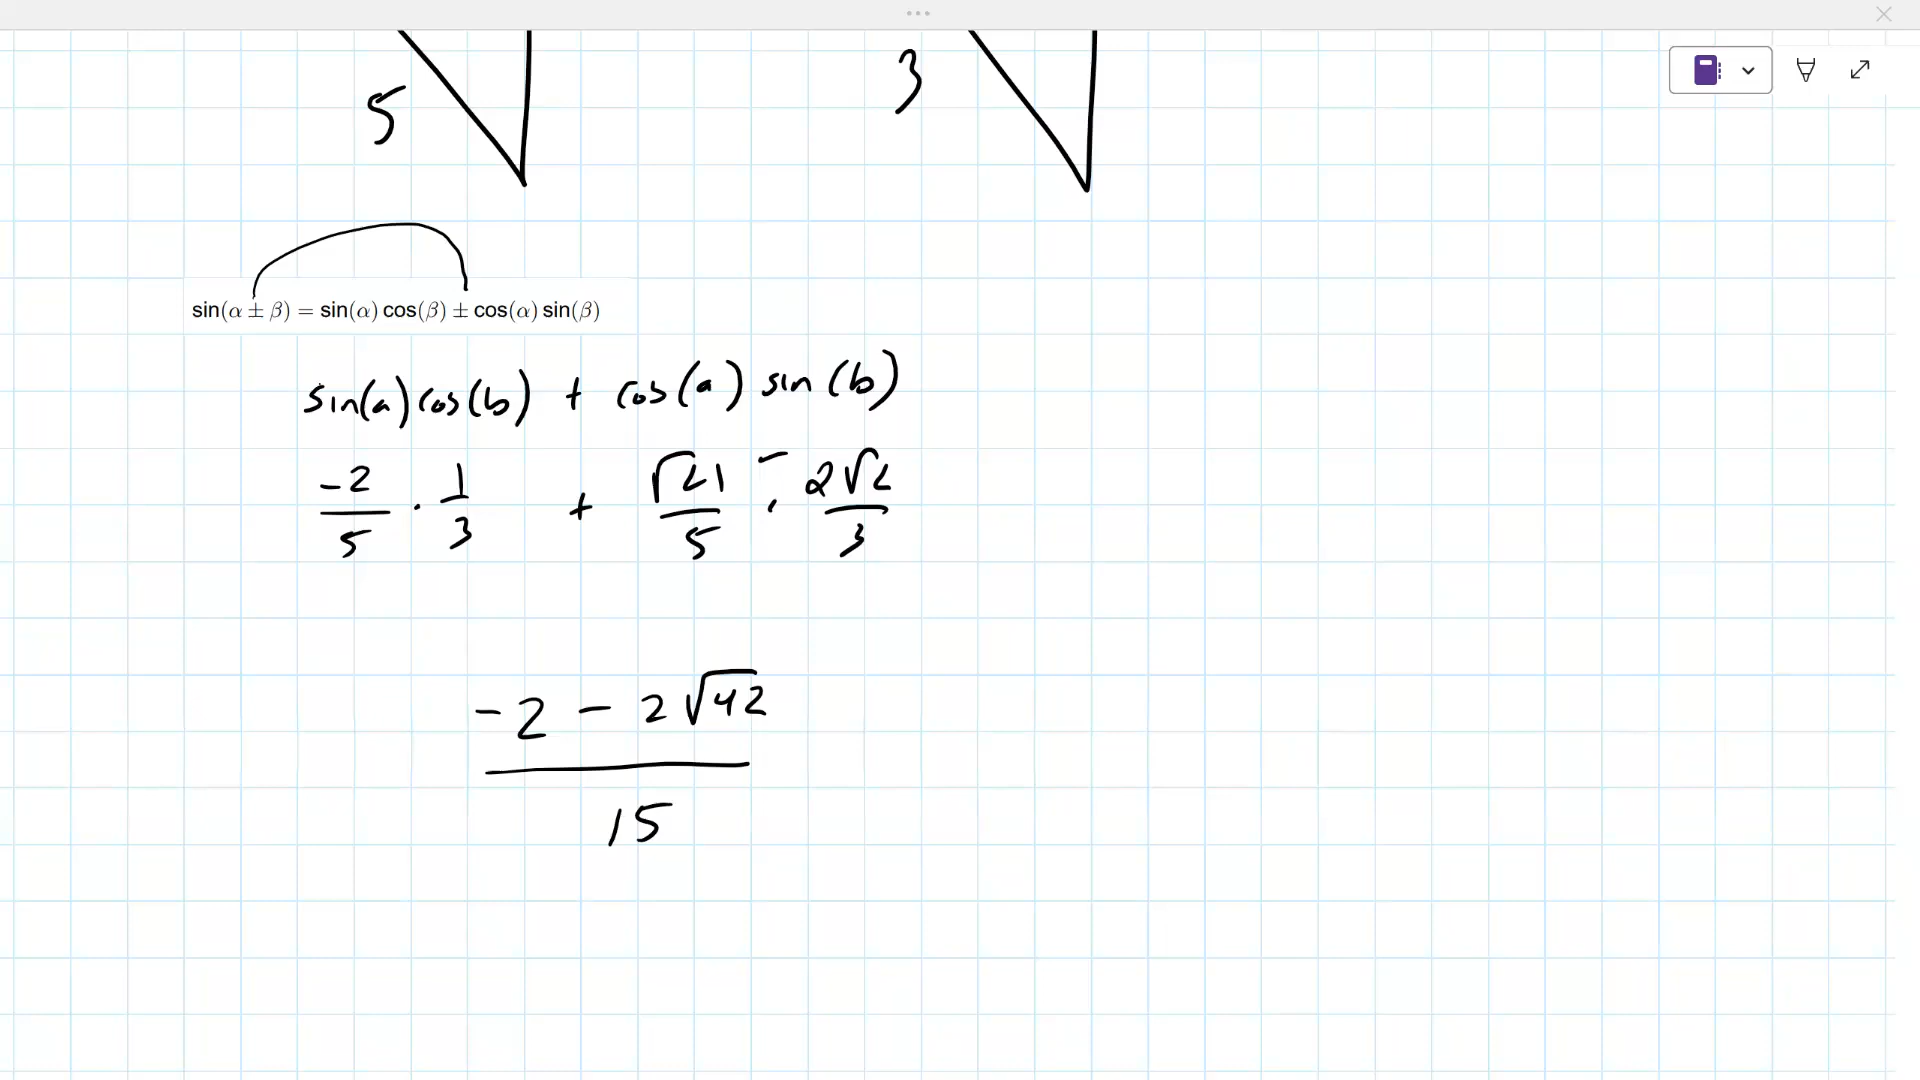 5
3
sin(α ± β) = sin(α) cos(β) ± cos(α) sin(β)
sin(a) cos(b) + cos(a) sin(b)
-2/5 · 1/3 + √21/5 · -2√2/3
-2 - 2√42
15